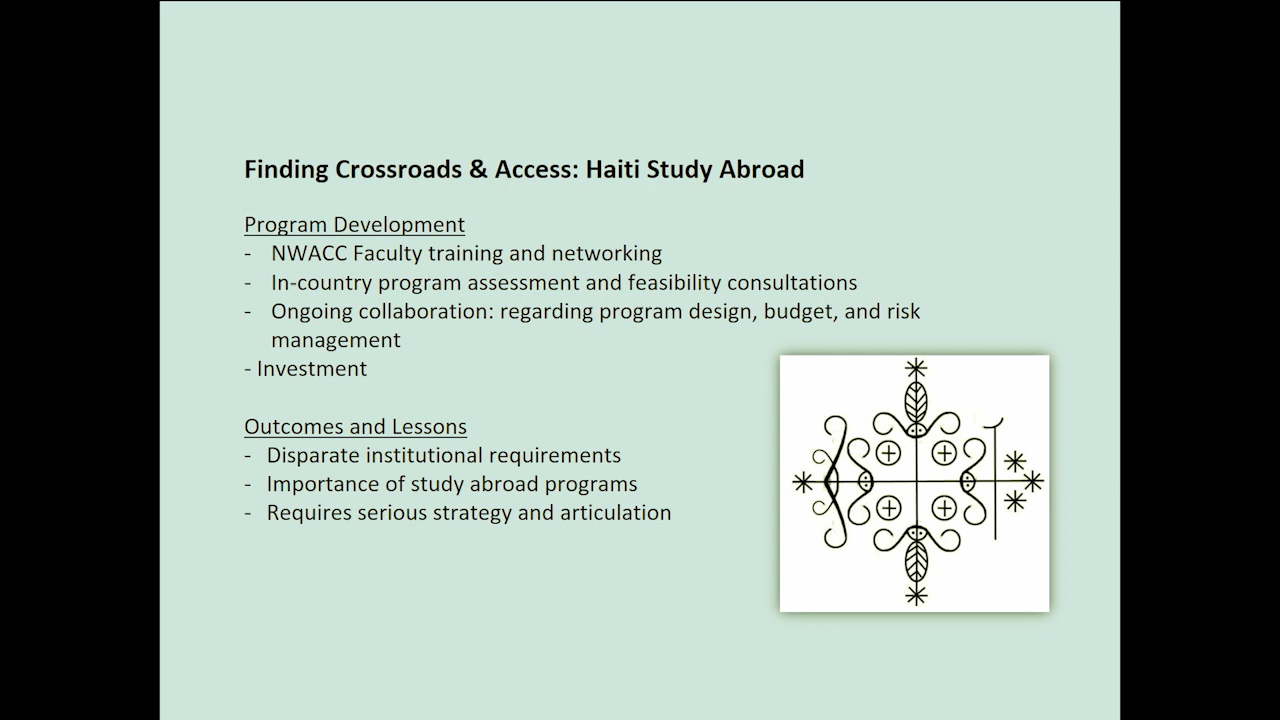 Finding Crossroads & Access: Haiti Study Abroad
Program Development
- NWACC Faculty training and networking
- In-country program assessment and feasibility consultations
- Ongoing collaboration: regarding program design, budget, and risk
management
- Investment
Outcomes and Lessons
- Disparate institutional requirements
- Importance of study abroad programs
- Requires serious strategy and articulation